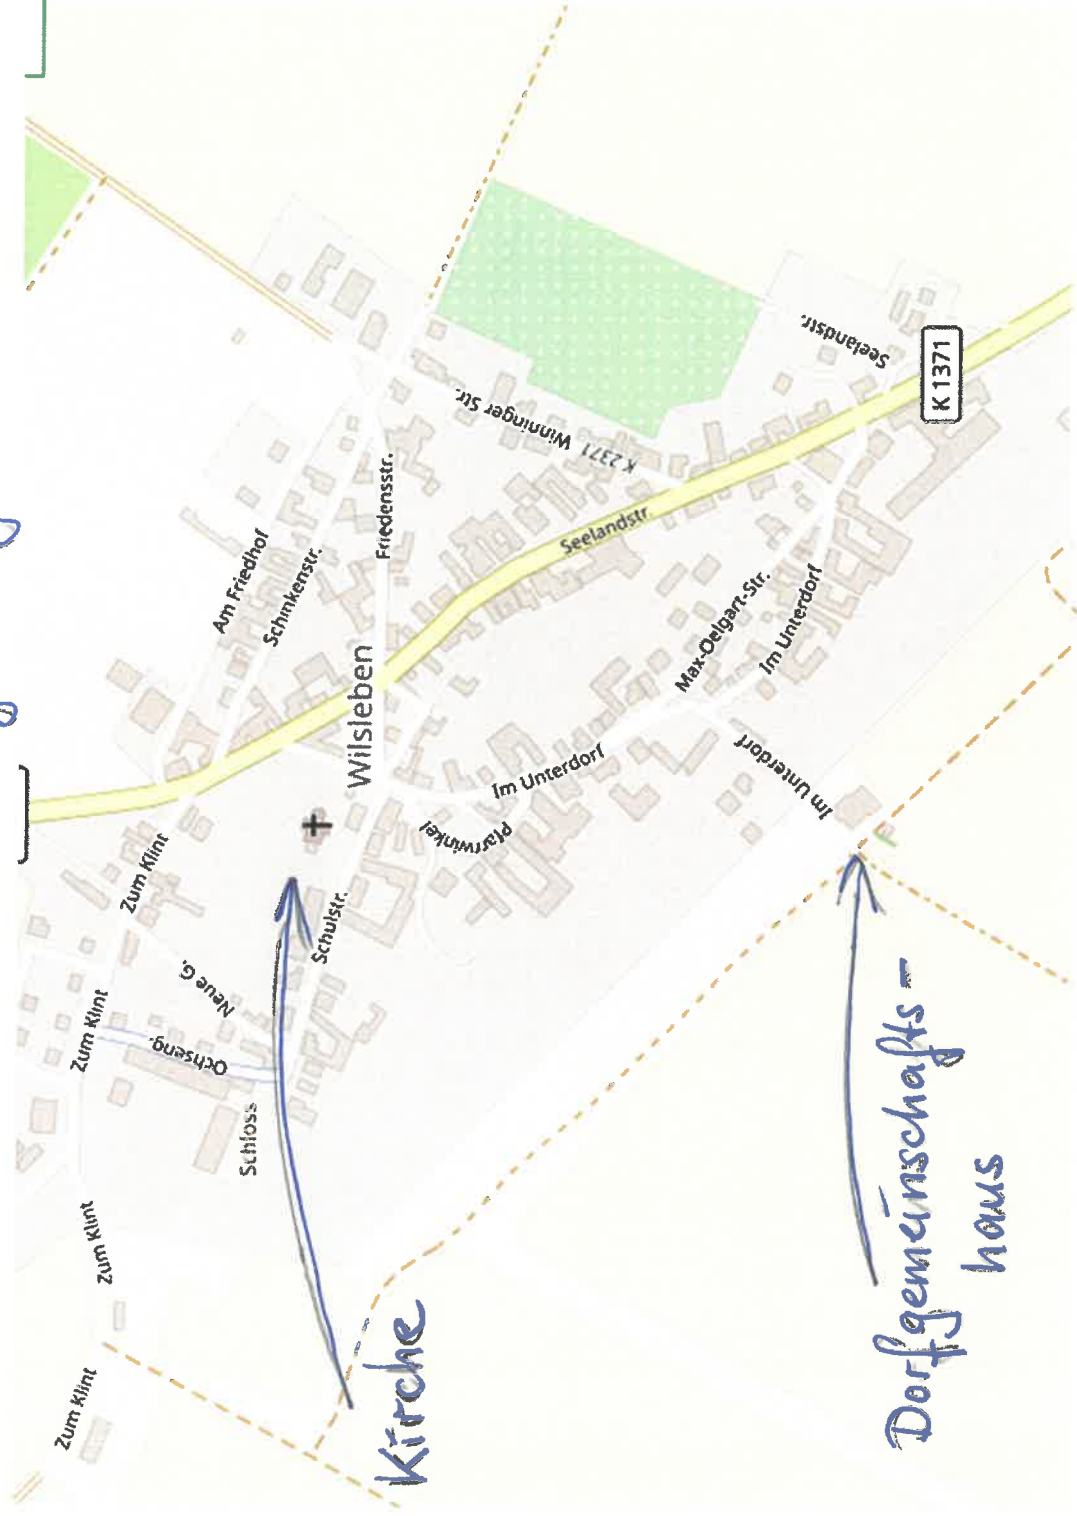 Zum Klint
Zum Klint
Zum Klint
Zum Klint
Ochseng.
Neue G.
Am Friedhof
Schinkenstr.
Schloss
Schulstr.
Wilsleben
Friedensstr.
Kirche
Pfarrwinkel
Im Unterdorf
Winninger Str.
K 2371
Seelandstr.
Max-Oelgart-Str.
Im Unterdorf
Im Unterdorf
Seelandstr.
K 1371
Dorfgemeinschafts-
haus